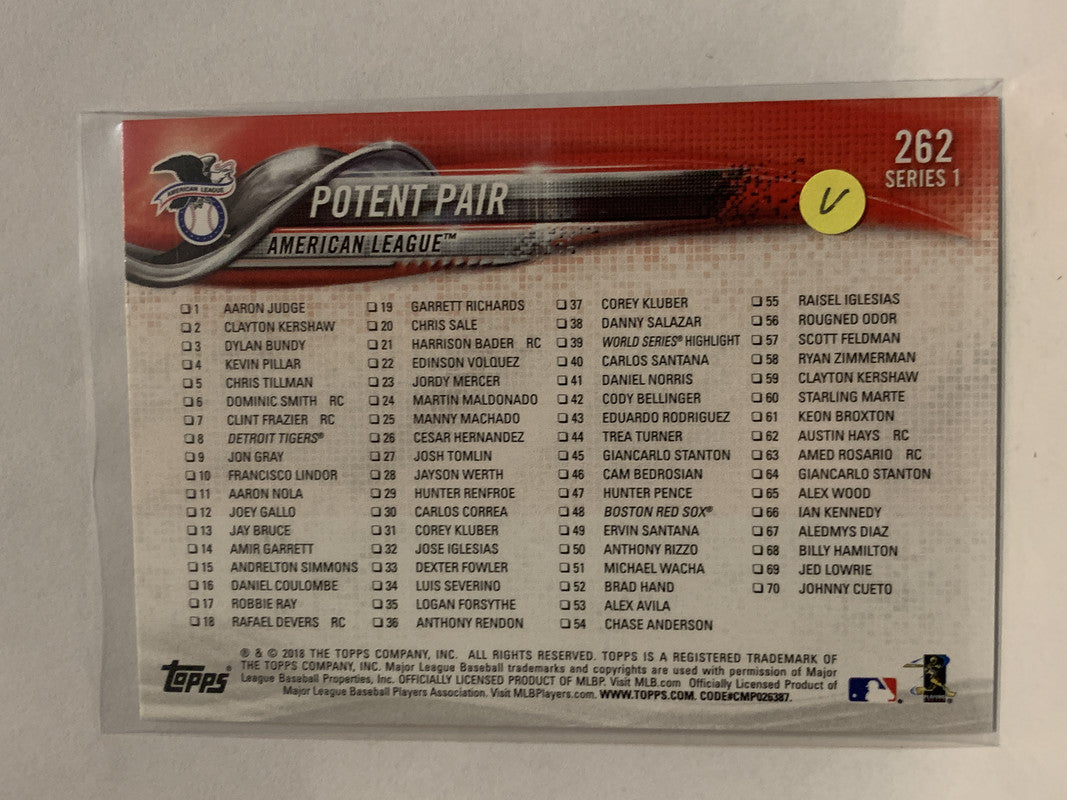 262
SERIES 1
AMERICAN LEAGUE
POTENT PAIR
AMERICAN LEAGUE™
V
❏ 1 AARON JUDGE
❏ 2 CLAYTON KERSHAW
❏ 3 DYLAN BUNDY
❏ 4 KEVIN PILLAR
❏ 5 CHRIS TILLMAN
❏ 6 DOMINIC SMITH RC
❏ 7 CLINT FRAZIER RC
❏ 8 DETROIT TIGERS®
❏ 9 JON GRAY
❏ 10 FRANCISCO LINDOR
❏ 11 AARON NOLA
❏ 12 JOEY GALLO
❏ 13 JAY BRUCE
❏ 14 AMIR GARRETT
❏ 15 ANDRELTON SIMMONS
❏ 16 DANIEL COULOMBE
❏ 17 ROBBIE RAY
❏ 18 RAFAEL DEVERS RC
❏ 19 GARRETT RICHARDS
❏ 20 CHRIS SALE
❏ 21 HARRISON BADER RC
❏ 22 EDINSON VOLQUEZ
❏ 23 JORDY MERCER
❏ 24 MARTIN MALDONADO
❏ 25 MANNY MACHADO
❏ 26 CESAR HERNANDEZ
❏ 27 JOSH TOMLIN
❏ 28 JAYSON WERTH
❏ 29 HUNTER RENFROE
❏ 30 CARLOS CORREA
❏ 31 COREY KLUBER
❏ 32 JOSE IGLESIAS
❏ 33 DEXTER FOWLER
❏ 34 LUIS SEVERINO
❏ 35 LOGAN FORSYTHE
❏ 36 ANTHONY RENDON
❏ 37 COREY KLUBER
❏ 38 DANNY SALAZAR
❏ 39 WORLD SERIES® HIGHLIGHT
❏ 40 CARLOS SANTANA
❏ 41 DANIEL NORRIS
❏ 42 CODY BELLINGER
❏ 43 EDUARDO RODRIGUEZ
❏ 44 TREA TURNER
❏ 45 GIANCARLO STANTON
❏ 46 CAM BEDROSIAN
❏ 47 HUNTER PENCE
❏ 48 BOSTON RED SOX®
❏ 49 ERVIN SANTANA
❏ 50 ANTHONY RIZZO
❏ 51 MICHAEL WACHA
❏ 52 BRAD HAND
❏ 53 ALEX AVILA
❏ 54 CHASE ANDERSON
❏ 55 RAISEL IGLESIAS
❏ 56 ROUGNED ODOR
❏ 57 SCOTT FELDMAN
❏ 58 RYAN ZIMMERMAN
❏ 59 CLAYTON KERSHAW
❏ 60 STARLING MARTE
❏ 61 KEON BROXTON
❏ 62 AUSTIN HAYS RC
❏ 63 AMED ROSARIO RC
❏ 64 GIANCARLO STANTON
❏ 65 ALEX WOOD
❏ 66 IAN KENNEDY
❏ 67 ALEDMYS DIAZ
❏ 68 BILLY HAMILTON
❏ 69 JED LOWRIE
❏ 70 JOHNNY CUETO
topps®
® & © 2018 THE TOPPS COMPANY, INC. ALL RIGHTS RESERVED. TOPPS IS A REGISTERED TRADEMARK OF
THE TOPPS COMPANY, INC. Major League Baseball trademarks and copyrights are used with permission of Major
League Baseball Properties, Inc. OFFICIALLY LICENSED PRODUCT OF MLBP. Visit MLB.com Officially Licensed Product of
Major League Baseball Players Association. Visit MLBPlayers.com. WWW.TOPPS.COM. CODE#CMP026387.
PLAYERS